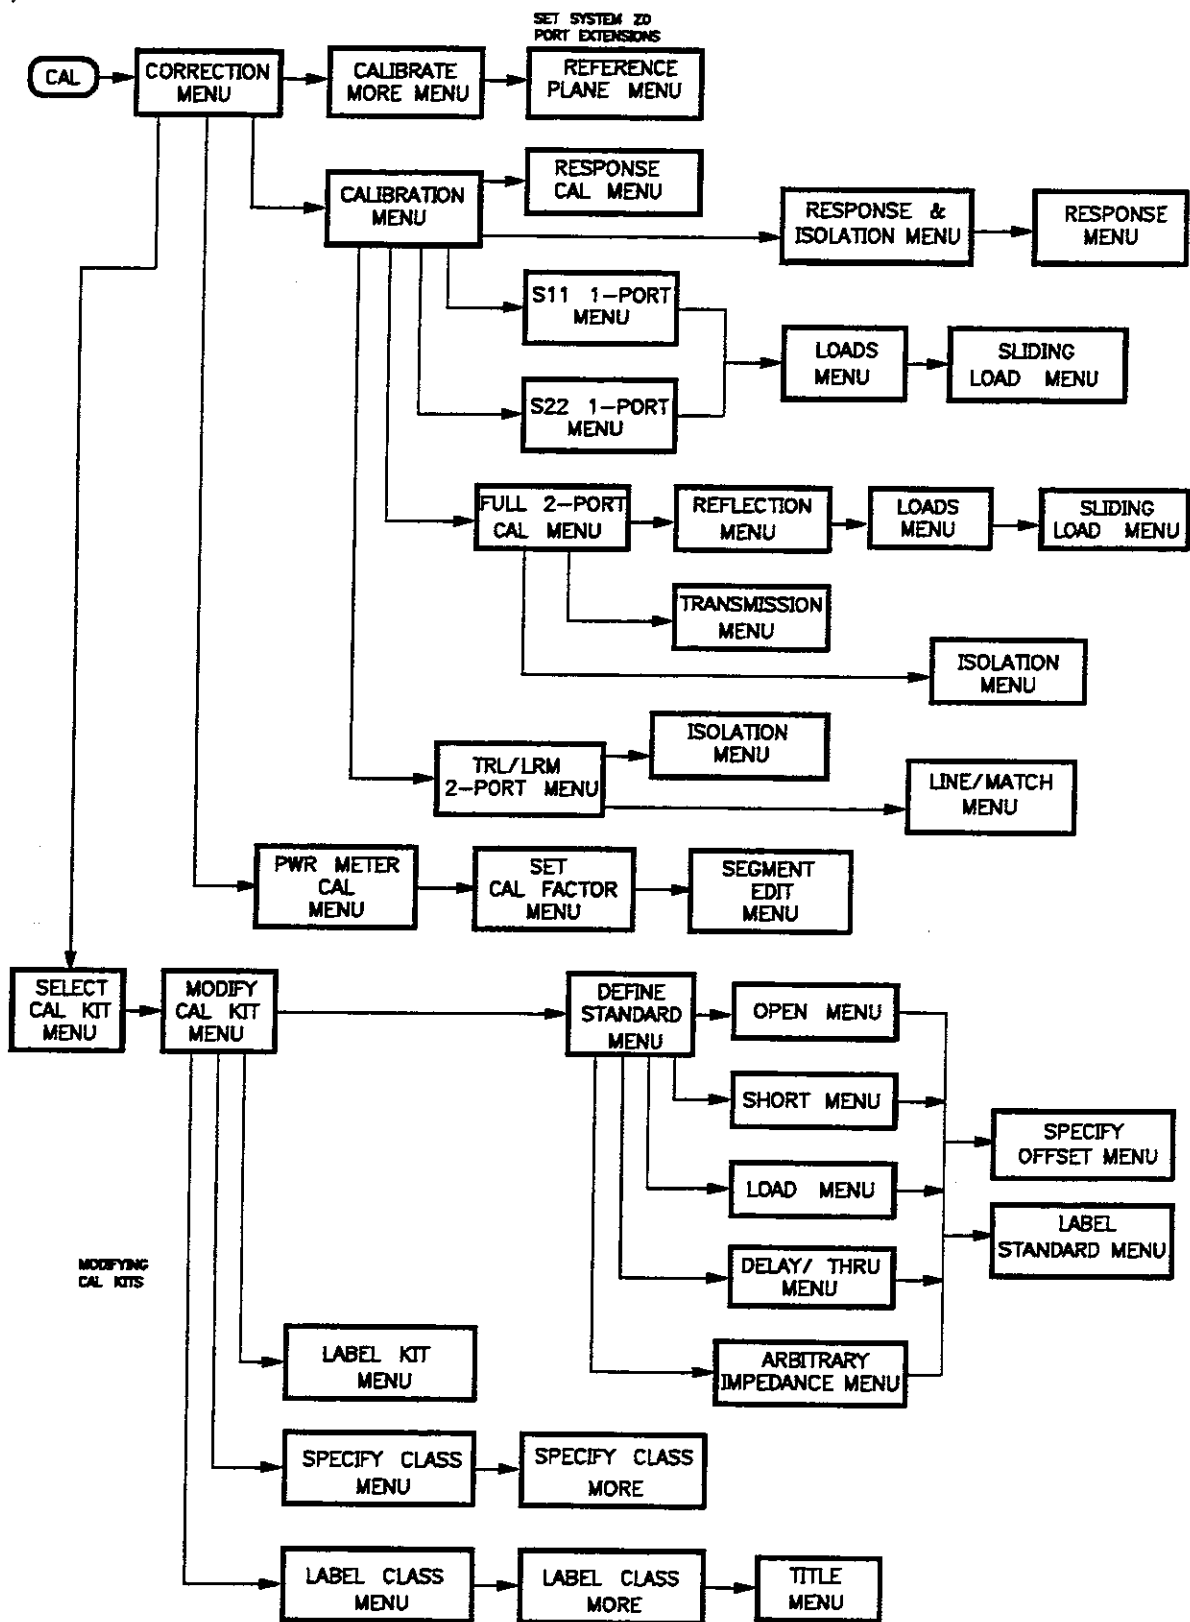 SET SYSTEM Z0
PORT EXTENSIONS
CAL
CORRECTION
MENU
CALIBRATE
MORE MENU
REFERENCE
PLANE MENU
RESPONSE
CAL MENU
CALIBRATION
MENU
RESPONSE &
ISOLATION MENU
RESPONSE
MENU
S11 1-PORT
MENU
LOADS
MENU
SLIDING
LOAD MENU
S22 1-PORT
MENU
FULL 2-PORT
CAL MENU
REFLECTION
MENU
LOADS
MENU
SLIDING
LOAD MENU
TRANSMISSION
MENU
ISOLATION
MENU
ISOLATION
MENU
TRL/LRM
2-PORT MENU
LINE/MATCH
MENU
PWR METER
CAL
MENU
SET
CAL FACTOR
MENU
SEGMENT
EDIT
MENU
SELECT
CAL KIT
MENU
MODIFY
CAL KIT
MENU
DEFINE
STANDARD
MENU
OPEN MENU
SHORT MENU
SPECIFY
OFFSET MENU
LOAD MENU
LABEL
STANDARD MENU
MODIFYING
CAL KITS
DELAY/ THRU
MENU
LABEL KIT
MENU
ARBITRARY
IMPEDANCE MENU
SPECIFY CLASS
MENU
SPECIFY CLASS
MORE
LABEL CLASS
MENU
LABEL CLASS
MORE
TITLE
MENU